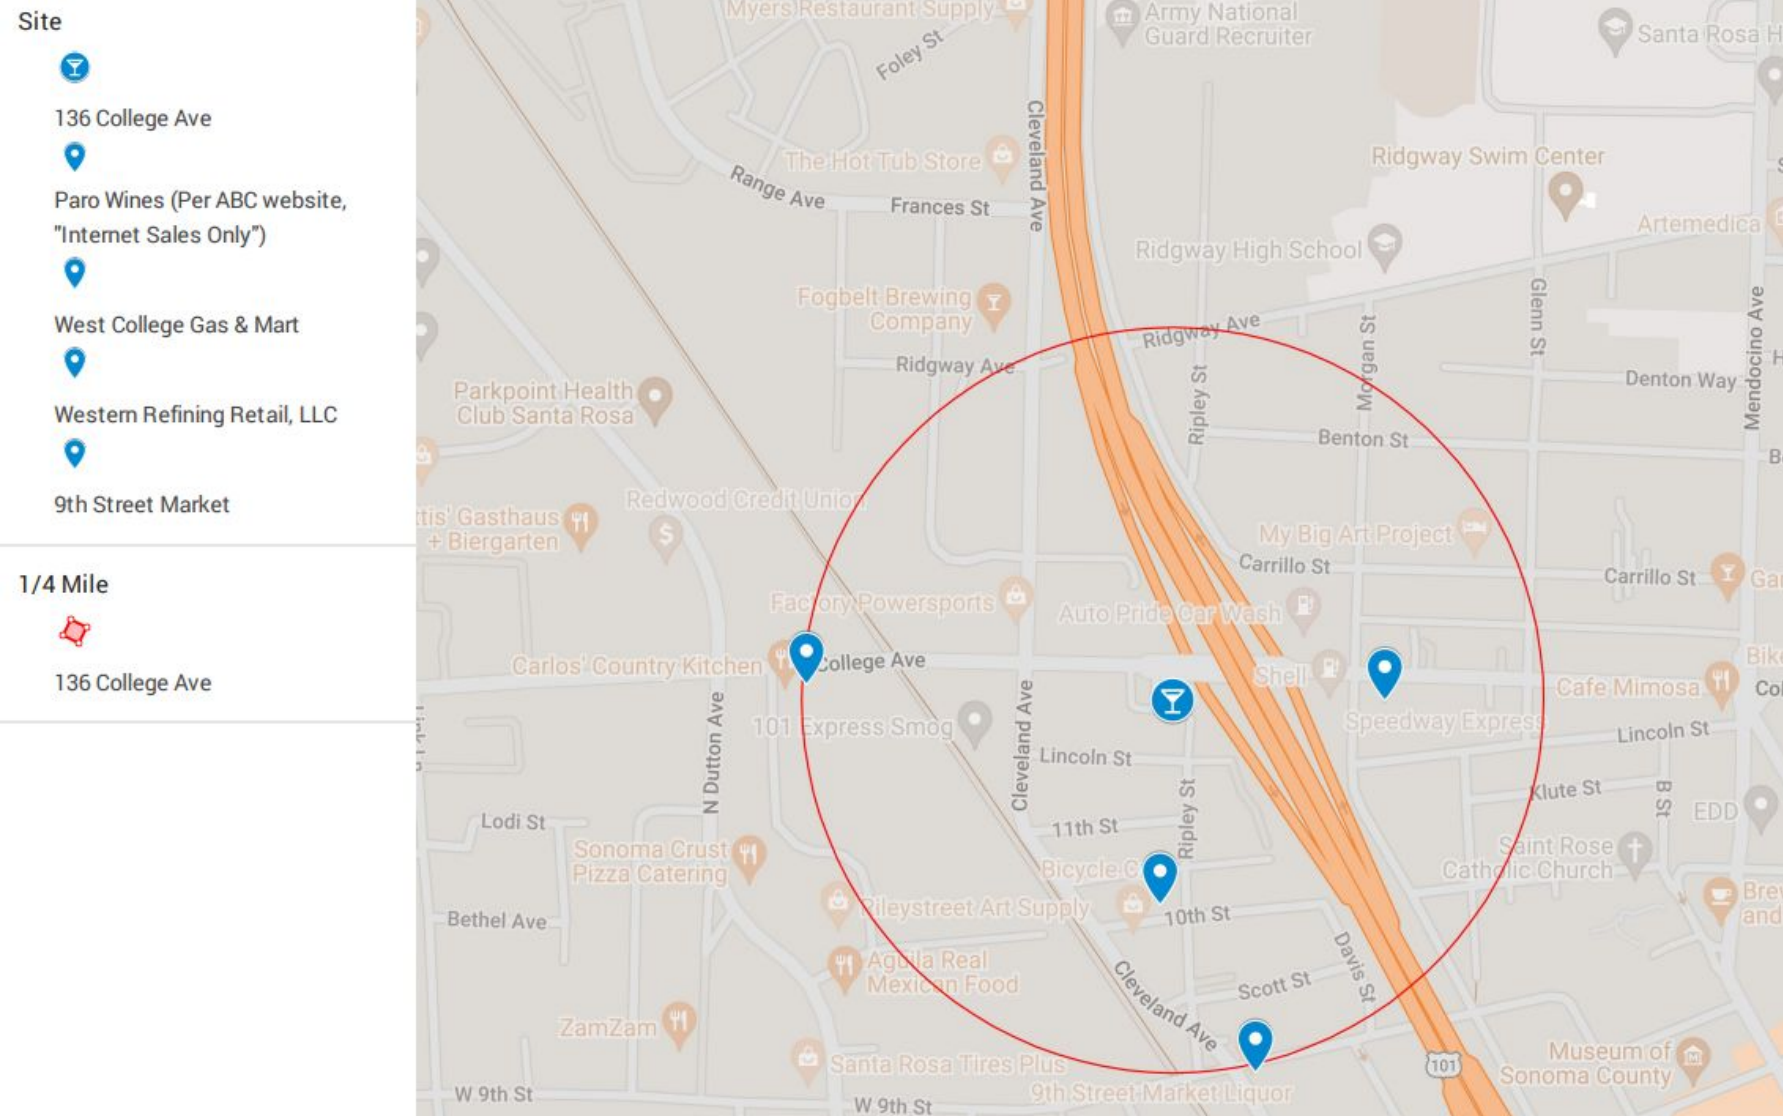 Site
136 College Ave
Paro Wines (Per ABC website,
"Internet Sales Only")
West College Gas & Mart
Western Refining Retail, LLC
9th Street Market
1/4 Mile
136 College Ave
Myers Restaurant Supply
Army National
Guard Recruiter
Santa Rosa H
Foley St
Cleveland Ave
The Hot Tub Store
Ridgway Swim Center
Range Ave
Frances St
Artemedica
Ridgway High School
Fogbelt Brewing
Company
Glenn St
Mendocino Ave
Ridgway Ave
Ridgway Ave
Morgan St
Ripley St
Denton Way
H
Parkpoint Health
Club Santa Rosa
Benton St
B
Redwood Credit Union
ttis' Gasthaus
+ Biergarten
My Big Art Project
Carrillo St
Carrillo St
Ga
Factory Powersports
Auto Pride Car Wash
Carlos' Country Kitchen
College Ave
Shell
Bike
Cafe Mimosa
Col
N Dutton Ave
101 Express Smog
Cleveland Ave
Speedway Express
Lincoln St
Lincoln St
Klute St
B St
EDD
Lodi St
11th St
Ripley St
Sonoma Crust
Pizza Catering
Saint Rose
Catholic Church
Bicycle C
Brew
and
Rileystreet Art Supply
10th St
Bethel Ave
Davis St
Aguila Real
Mexican Food
Cleveland Ave
Scott St
ZamZam
Santa Rosa Tires Plus
101
Museum of
Sonoma County
9th Street Market Liquor
W 9th St
W 9th St